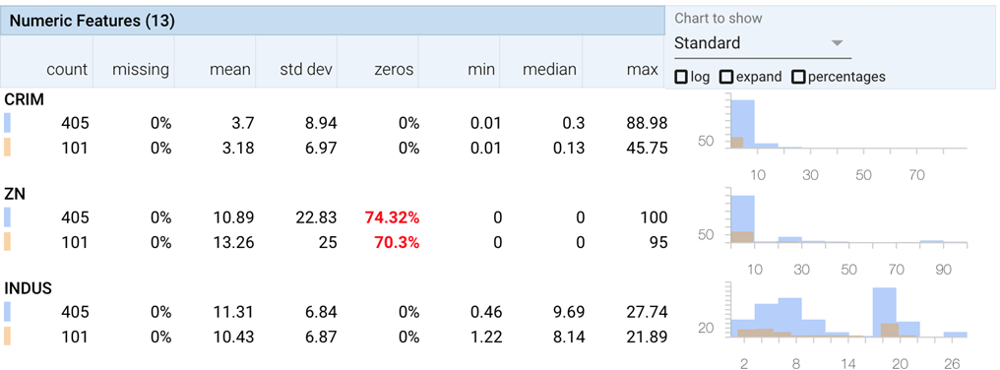 Numeric Features (13)
Chart to show
Standard
log expand percentages
count missing mean std dev zeros min median max
CRIM
405 0% 3.7 8.94 0% 0.01 0.3 88.98
101 0% 3.18 6.97 0% 0.01 0.13 45.75
50
10 30 50 70
ZN
405 0% 10.89 22.83 74.32% 0 0 100
101 0% 13.26 25 70.3% 0 0 95
50
10 30 50 70 90
INDUS
405 0% 11.31 6.84 0% 0.46 9.69 27.74
101 0% 10.43 6.87 0% 1.22 8.14 21.89
20
2 8 14 20 26